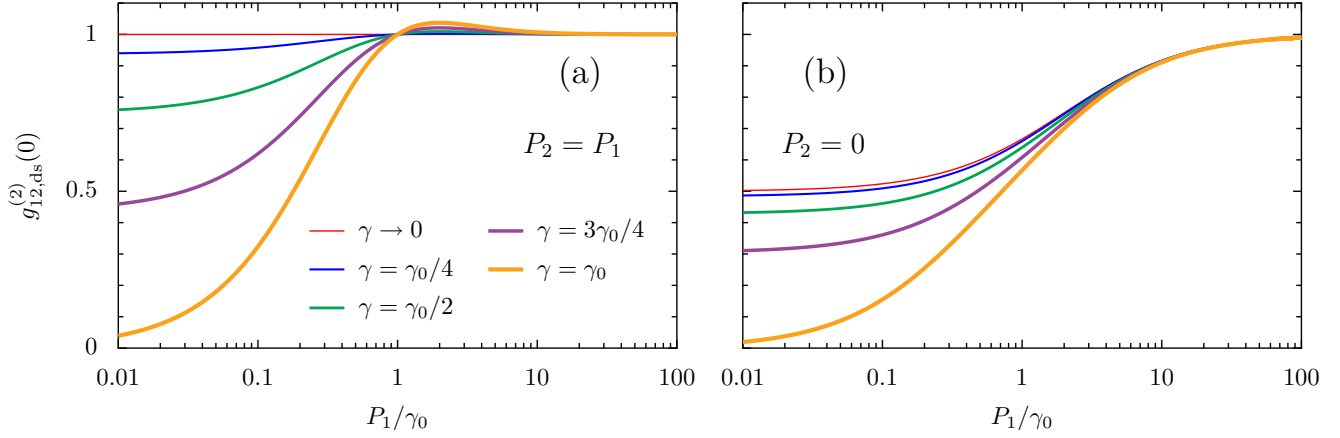 g^{(2)}_{12,ds}(0)
1
0.5
0
(a)
P_2 = P_1
γ → 0
γ = γ_0/4
γ = γ_0/2
γ = 3γ_0/4
γ = γ_0
0.01 0.1 1 10 100
P_1/γ_0
(b)
P_2 = 0
0.01 0.1 1 10 100
P_1/γ_0